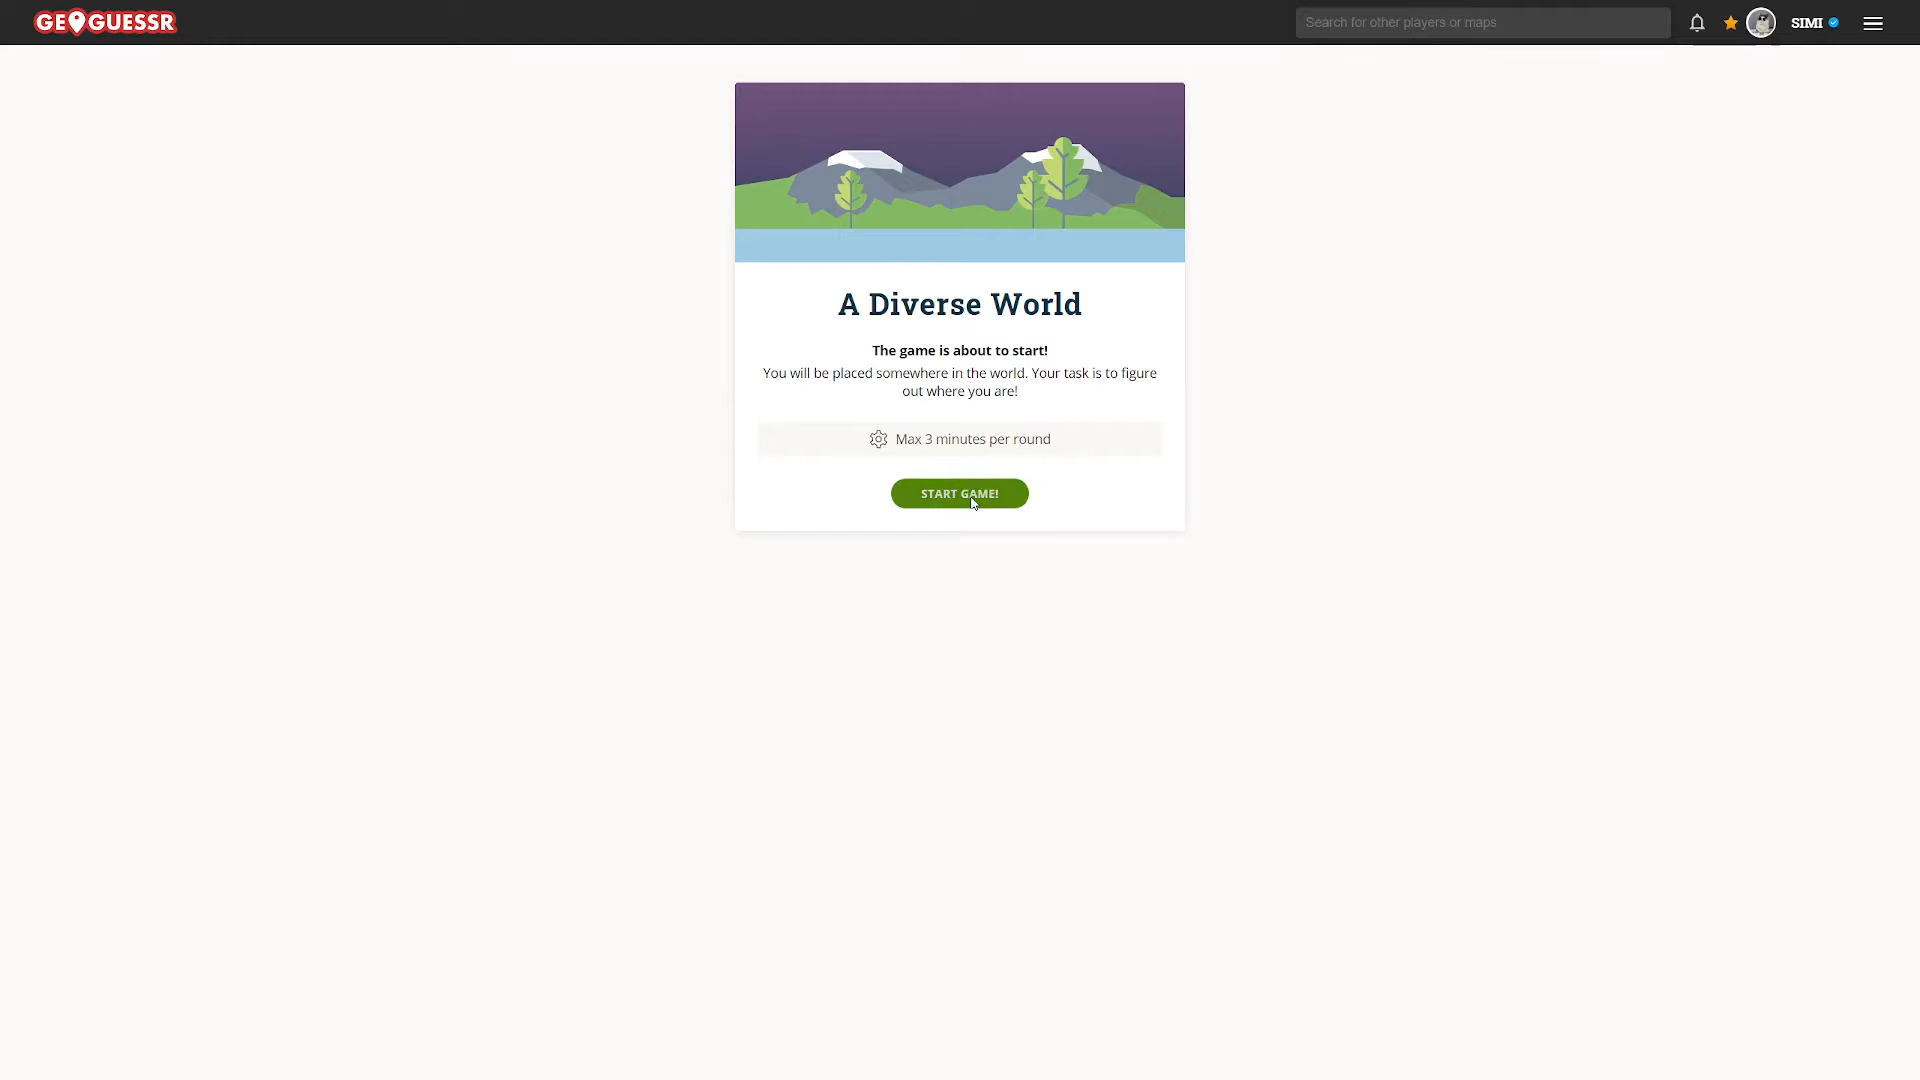 GEOGUESSR
Search for other players or maps
SIMI
A Diverse World
The game is about to start!
You will be placed somewhere in the world. Your task is to figure
out where you are!
Max 3 minutes per round
START GAME!